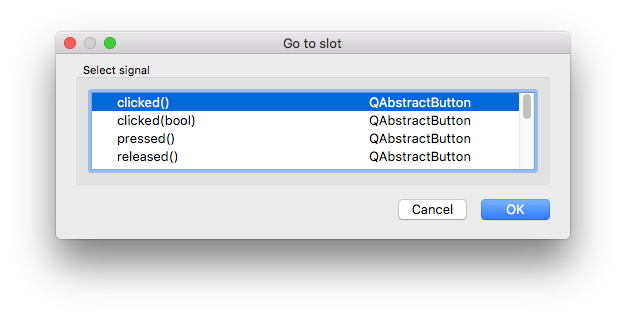 Go to slot
Select signal
clicked() QAbstractButton
clicked(bool) QAbstractButton
pressed() QAbstractButton
released() QAbstractButton
Cancel OK